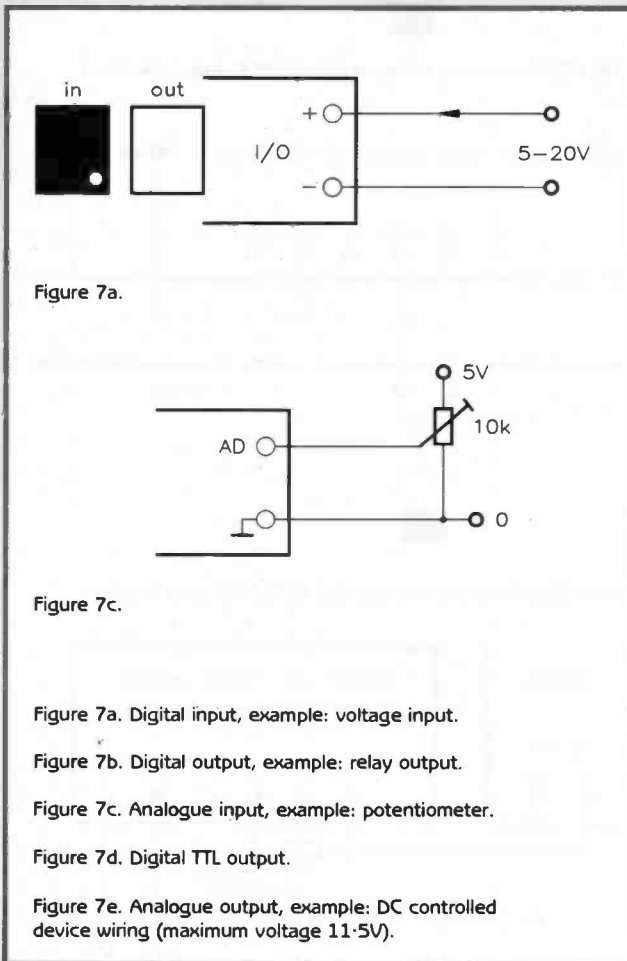 in out
+
I/O
5-20V
-
Figure 7a.
5V
10k
AD
0
Figure 7c.
Figure 7a. Digital input, example: voltage input.
Figure 7b. Digital output, example: relay output.
Figure 7c. Analogue input, example: potentiometer.
Figure 7d. Digital TTL output.
Figure 7e. Analogue output, example: DC controlled
device wiring (maximum voltage 11·5V).